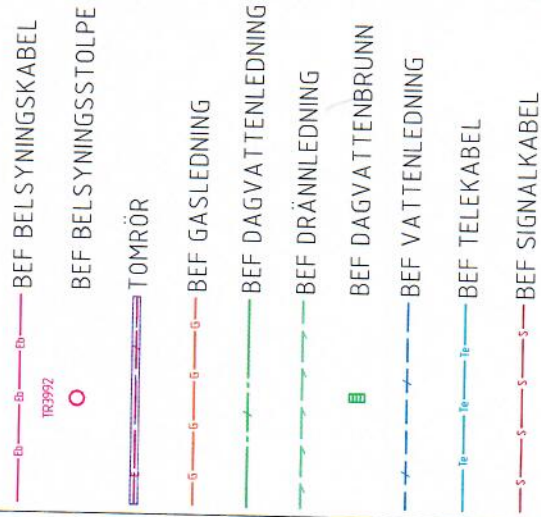 Eb Eb Eb BEF BELSYNINGSKABEL
TR3992
BEF BELSYNINGSSTOLPE
TOMRÖR
G G G G BEF GASLEDNING
BEF DAGVATTENLEDNING
BEF DRÄNNLEDNING
BEF DAGVATTENBRUNN
BEF VATTENLEDNING
Te Te Te BEF TELEKABEL
S S S S BEF SIGNALKABEL